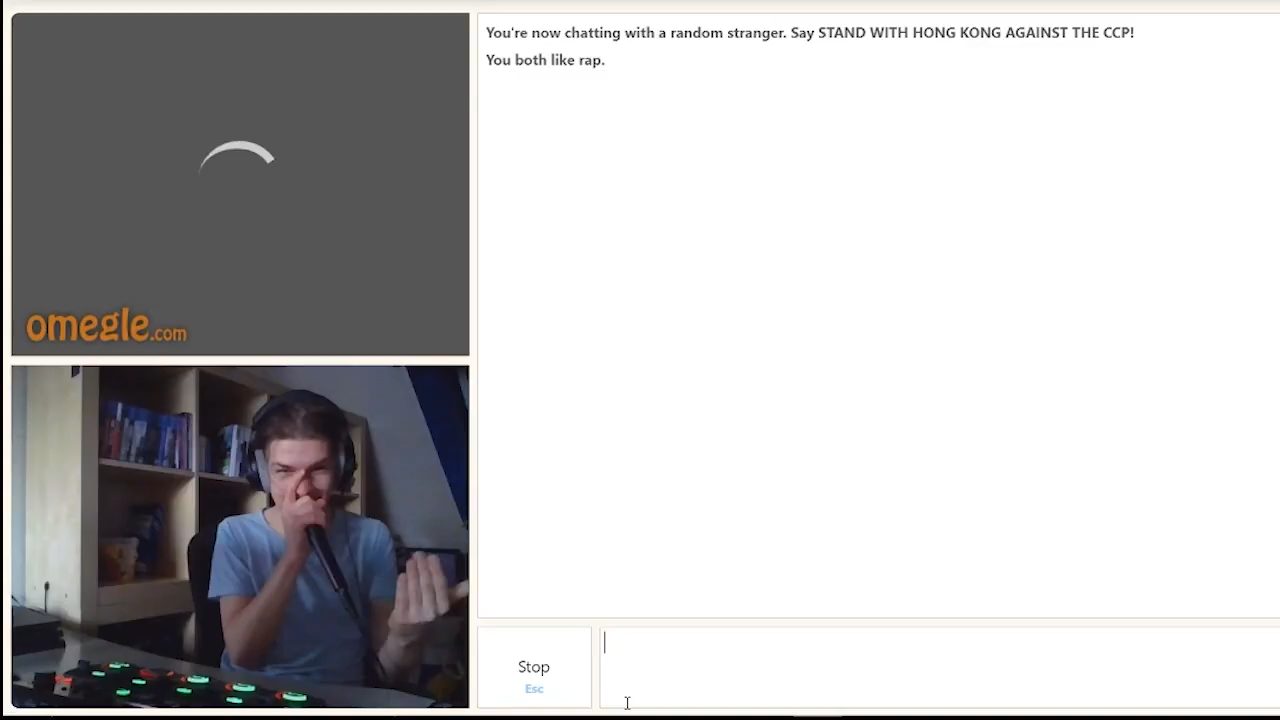 You're now chatting with a random stranger. Say STAND WITH HONG KONG AGAINST THE CCP!
You both like rap.
omegle.com
Stop
Esc